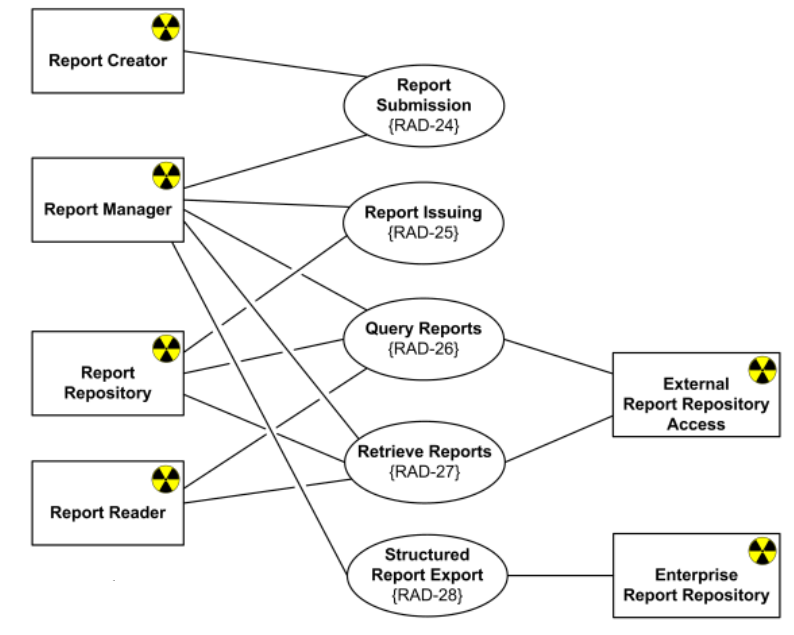 Report Creator
Report
Submission
{RAD-24}
Report Manager
Report Issuing
{RAD-25}
Query Reports
{RAD-26}
Report
Repository
External
Report Repository
Access
Retrieve Reports
{RAD-27}
Report Reader
Structured
Report Export
{RAD-28}
Enterprise
Report Repository